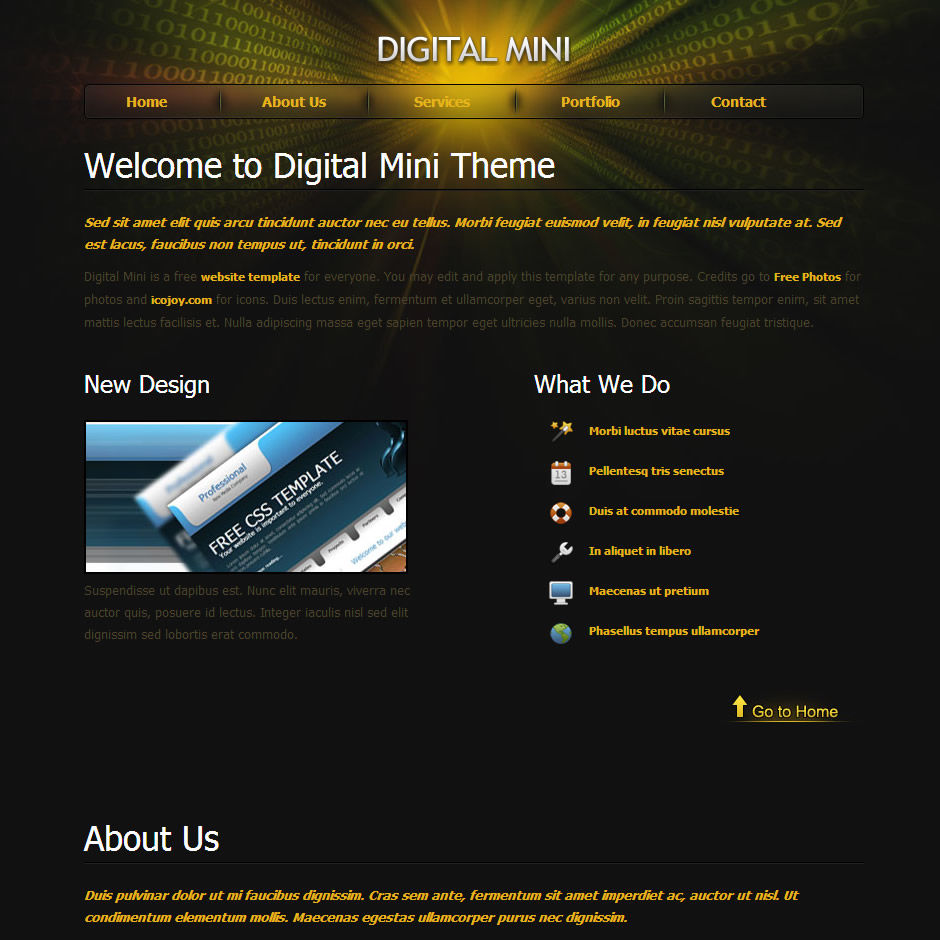 DIGITAL MINI
Home About Us Services Portfolio Contact
Welcome to Digital Mini Theme
Sed sit amet elit quis arcu tincidunt auctor nec eu tellus. Morbi feugiat euismod velit, in feugiat nisl vulputate at. Sed
est lacus, faucibus non tempus ut, tincidunt in orci.
Digital Mini is a free website template for everyone. You may edit and apply this template for any purpose. Credits go to Free Photos for
photos and icojoy.com for icons. Duis lectus enim, fermentum et ullamcorper eget, varius non velit. Proin sagittis tempor enim, sit amet
mattis lectus facilisis et. Nulla adipiscing massa eget sapien tempor eget ultricies nulla mollis. Donec accumsan feugiat tristique.
New Design
Professional
FREE CSS TEMPLATE
Your website is important to everyone.
Projects
Partners
Welcome to our
Suspendisse ut dapibus est. Nunc elit mauris, viverra nec
auctor quis, posuere id lectus. Integer iaculis nisl sed elit
dignissim sed lobortis erat commodo.
What We Do
Morbi luctus vitae cursus
13
Pellentesq tris senectus
Duis at commodo molestie
In aliquet in libero
Maecenas ut pretium
Phasellus tempus ullamcorper
Go to Home
About Us
Duis pulvinar dolor ut mi faucibus dignissim. Cras sem ante, fermentum sit amet imperdiet ac, auctor ut nisl. Ut
condimentum elementum mollis. Maecenas egestas ullamcorper purus nec dignissim.